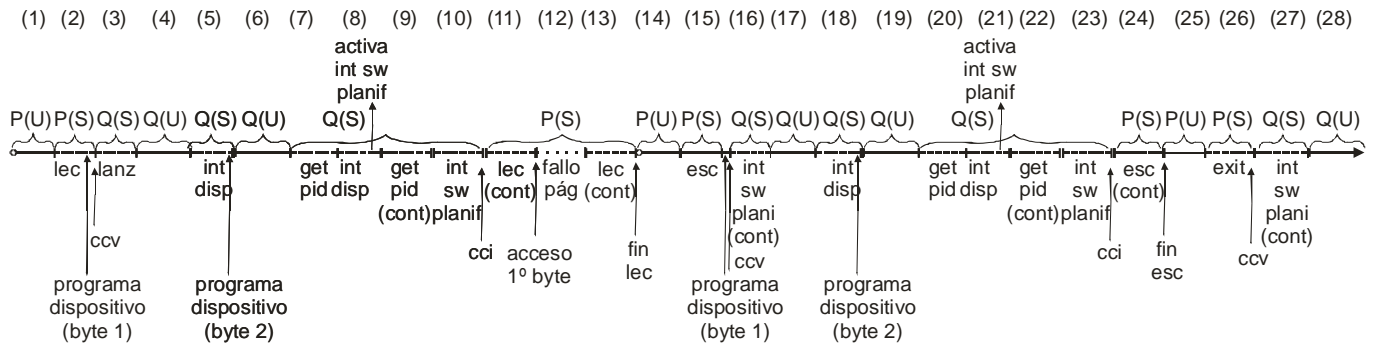 (1) (2) (3) (4) (5) (6) (7) (8) (9) (10) (11) (12) (13) (14) (15) (16) (17) (18) (19) (20) (21) (22) (23) (24) (25) (26) (27) (28)
activa activa
int sw int sw
planif planif
P(U) P(S) Q(S) Q(U) Q(S) Q(U) Q(S) P(S) P(U) P(S) Q(S) Q(U) Q(S) Q(U) Q(S) P(S) P(U) P(S) Q(S) Q(U)
lec lanz int get int get int lec fallo lec esc int int get int get int esc exit int
disp pid disp pid sw (cont) pág (cont) sw disp pid disp pid sw (cont) sw
(cont) planif plani (cont) planif plani
(cont) (cont)
ccv cci acceso fin ccv cci fin ccv
1º byte lec esc
programa programa programa programa
dispositivo dispositivo dispositivo dispositivo
(byte 1) (byte 2) (byte 1) (byte 2)